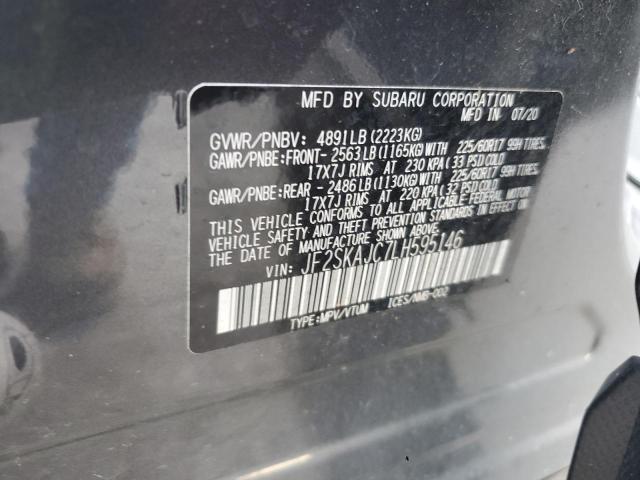 MFD BY SUBARU CORPORATION
MFD IN 07/20
GVWR/PNBV: 4891LB(2223KG)
GAWR/PNBE:FRONT-2563LB(1165KG)WITH 225/60R17 99H TIRES
17X7J RIMS AT 230 KPA(33 PSI)COLD
GAWR/PNBE:REAR -2486LB(1130KG)WITH 225/60R17 99H TIRES
17X7J RIMS AT 220 KPA(32 PSI)COLD
THIS VEHICLE CONFORMS TO ALL APPLICABLE FEDERAL MOTOR
VEHICLE SAFETY AND THEFT PREVENTION STANDARDS IN EFFECT ON
THE DATE OF MANUFACTURE SHOWN ABOVE.
VIN: JF2SKAJC7LH595146
TYPE:MPV/VTUM ICES/NMB-002